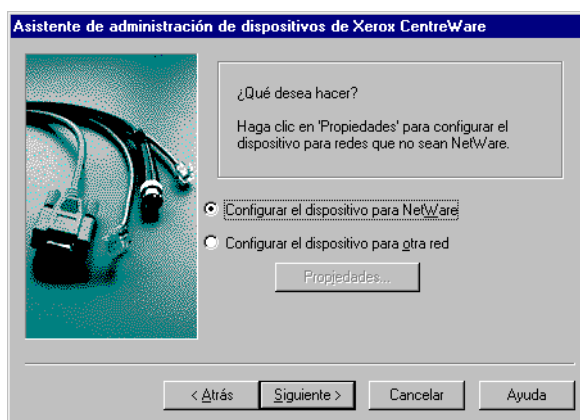 Asistente de administración de dispositivos de Xerox CentreWare
¿Qué desea hacer?
Haga clic en 'Propiedades' para configurar el
dispositivo para redes que no sean NetWare.
Configurar el dispositivo para NetWare
Configurar el dispositivo para otra red
Propiedades...
< Atrás
Siguiente >
Cancelar
Ayuda